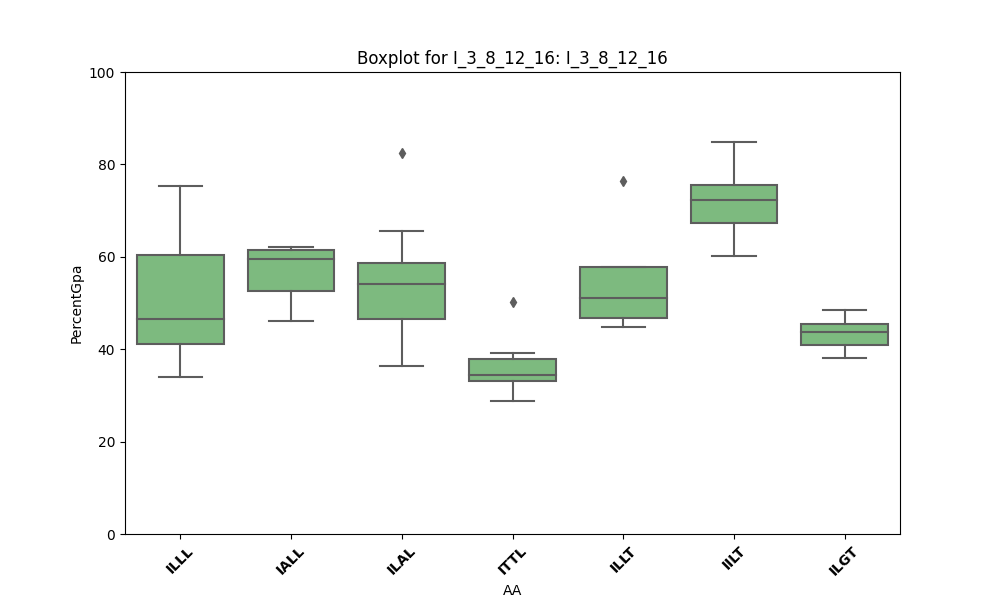 Boxplot for I_3_8_12_16: I_3_8_12_16
100
80
60
40
20
0
PercentGpa
ILLL
IALL
ILAL
ITTL
ILLT
IILT
ILGT
AA